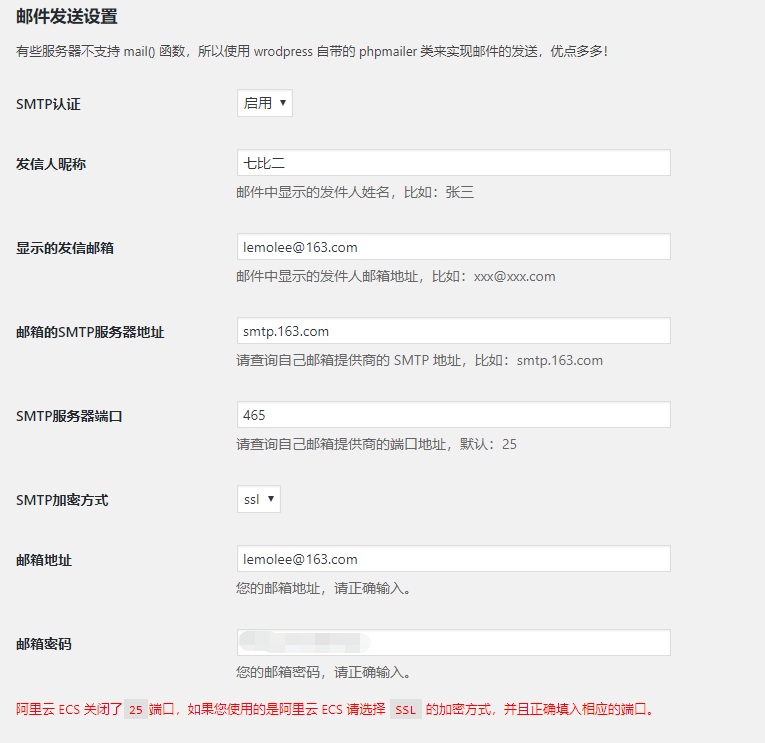 邮件发送设置
有些服务器不支持 mail() 函数，所以使用 wrodpress 自带的 phpmailer 类来实现邮件的发送，优点多多！
SMTP认证 启用
发信人昵称 七比二
邮件中显示的发件人姓名，比如：张三
显示的发信邮箱 lemolee@163.com
邮件中显示的发件人邮箱地址，比如：xxx@xxx.com
邮箱的SMTP服务器地址 smtp.163.com
请查询自己邮箱提供商的 SMTP 地址，比如：smtp.163.com
SMTP服务器端口 465
请查询自己邮箱提供商的端口地址，默认：25
SMTP加密方式 ssl
邮箱地址 lemolee@163.com
您的邮箱地址，请正确输入。
邮箱密码
您的邮箱密码，请正确输入。
阿里云 ECS 关闭了 25 端口，如果您使用的是阿里云 ECS 请选择 SSL 的加密方式，并且正确填入相应的端口。